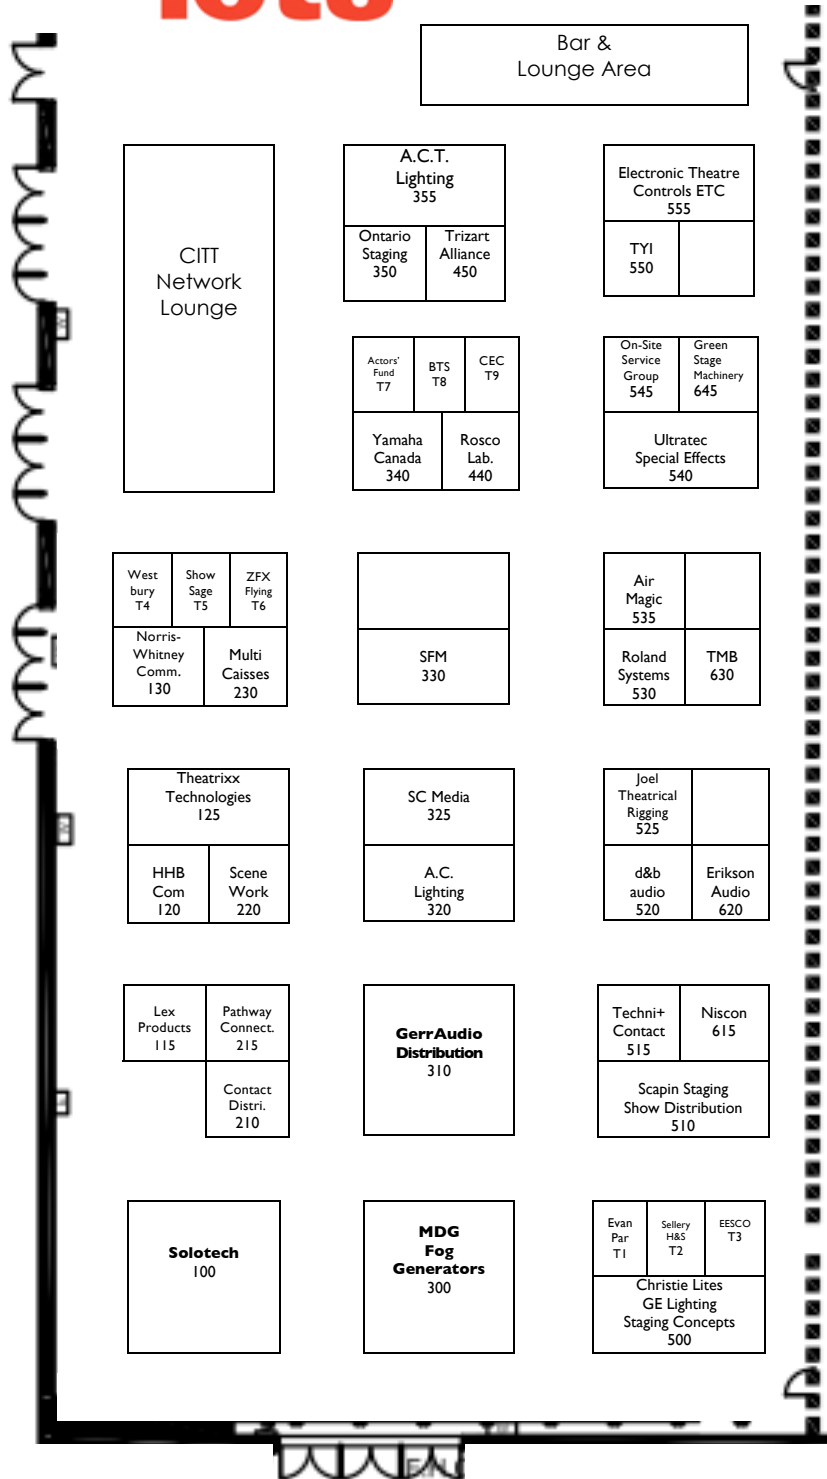 Bar &
Lounge Area
CITT
Network
Lounge
A.C.T.
Lighting
355
Ontario
Staging
350
Trizart
Alliance
450
Electronic Theatre
Controls ETC
555
TYI
550
Actors'
Fund
T7
BTS
T8
CEC
T9
Yamaha
Canada
340
Rosco
Lab.
440
On-Site
Service
Group
545
Green
Stage
Machinery
645
Ultratec
Special Effects
540
West
bury
T4
Show
Sage
T5
ZFX
Flying
T6
Norris-
Whitney
Comm.
130
Multi
Caisses
230
SFM
330
Air
Magic
535
Roland
Systems
530
TMB
630
Theatrixx
Technologies
125
HHB
Com
120
Scene
Work
220
SC Media
325
A.C.
Lighting
320
Joel
Theatrical
Rigging
525
d&b
audio
520
Erikson
Audio
620
Lex
Products
115
Pathway
Connect.
215
Contact
Distri.
210
GerrAudio
Distribution
310
Techni+
Contact
515
Niscon
615
Scapin Staging
Show Distribution
510
Solotech
100
MDG
Fog
Generators
300
Evan
Par
T1
Sellery
H&S
T2
EESCO
T3
Christie Lites
GE Lighting
Staging Concepts
500